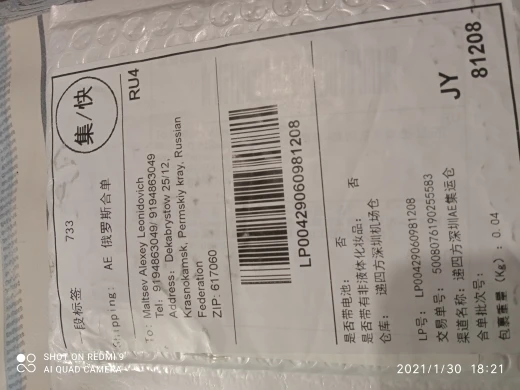 一段标签 733
集/快
Shipping: AE 俄罗斯合单
RU4
To: Maltsev Alexey Leonidovich
Tel: 9194863049/ 9194863049
Address: Dekabrystow 25/12,
Krasnokamsk, Permskiy kray, Russian
Federation
ZIP: 617060
LP00429060981208
是否带电池: 否
是否带有非液体化妆品: 否
仓库: 递四方深圳机场仓
JY
81208
LP号: LP00429060981208
交易单号: 5008076190255583
渠道名称: 递四方深圳AE集运仓
合单批次号:
包裹重量 (Kg): 0.04
SHOT ON REDMI 9
AI QUAD CAMERA
2021/1/30 18:21